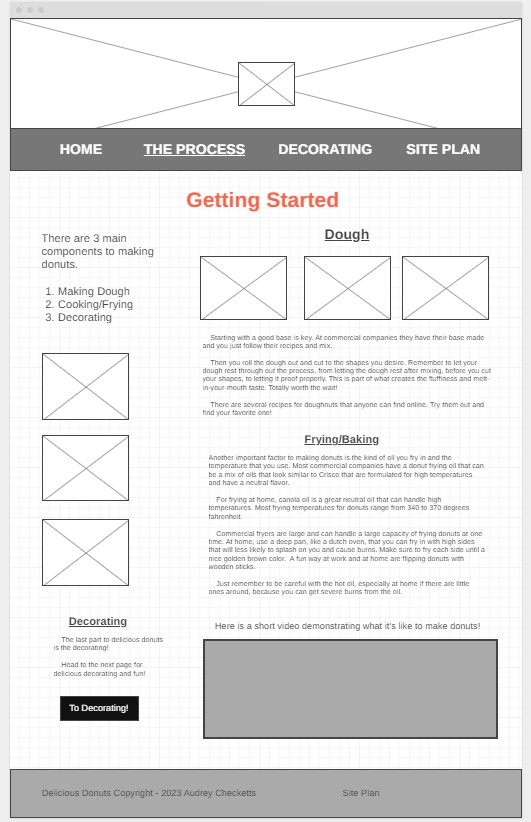 HOME THE PROCESS DECORATING SITE PLAN
Getting Started
There are 3 main
components to making
donuts.
1. Making Dough
2. Cooking/Frying
3. Decorating
Dough
Starting with a good base is key. At commercial companies they have their base made
and you just follow their recipes and mix.
Then you roll the dough out and cut to the shapes you desire. Remember to let your
dough rest through out the process, from letting the dough rest after mixing, before you cut
your shapes, to letting it proof properly. This is part of what creates the fluffiness and melt-
in-your-mouth taste. Totally worth the wait!
There are several recipes for doughnuts that anyone can find online. Try them out and
find your favorite one!
Frying/Baking
Another important factor to making donuts is the kind of oil you fry in and the
temperature that you use. Most commercial companies have a donut frying oil that can
be a mix of oils that look similar to Crisco that are formulated for high temperatures
and have a neutral flavor.
For frying at home, canola oil is a great neutral oil that can handle high
temperatures. Most frying temperatures for donuts range from 340 to 370 degrees
fahrenheit.
Commercial fryers are large and can handle a large capacity of frying donuts at one
time. At home, use a deep pan, like a dutch oven, that you can fry in with high sides
that will less likely to splash on you and cause burns. Make sure to fry each side until a
nice golden brown color. A fun way at work and at home are flipping donuts with
wooden sticks.
Just remember to be careful with the hot oil, especially at home if there are little
ones around, because you can get severe burns from the oil.
Decorating
The last part to delicious donuts
is the decorating!
Head to the next page for
delicious decorating and fun!
To Decorating!
Here is a short video demonstrating what it's like to make donuts!
Delicious Donuts Copyright - 2023 Audrey Checketts Site Plan